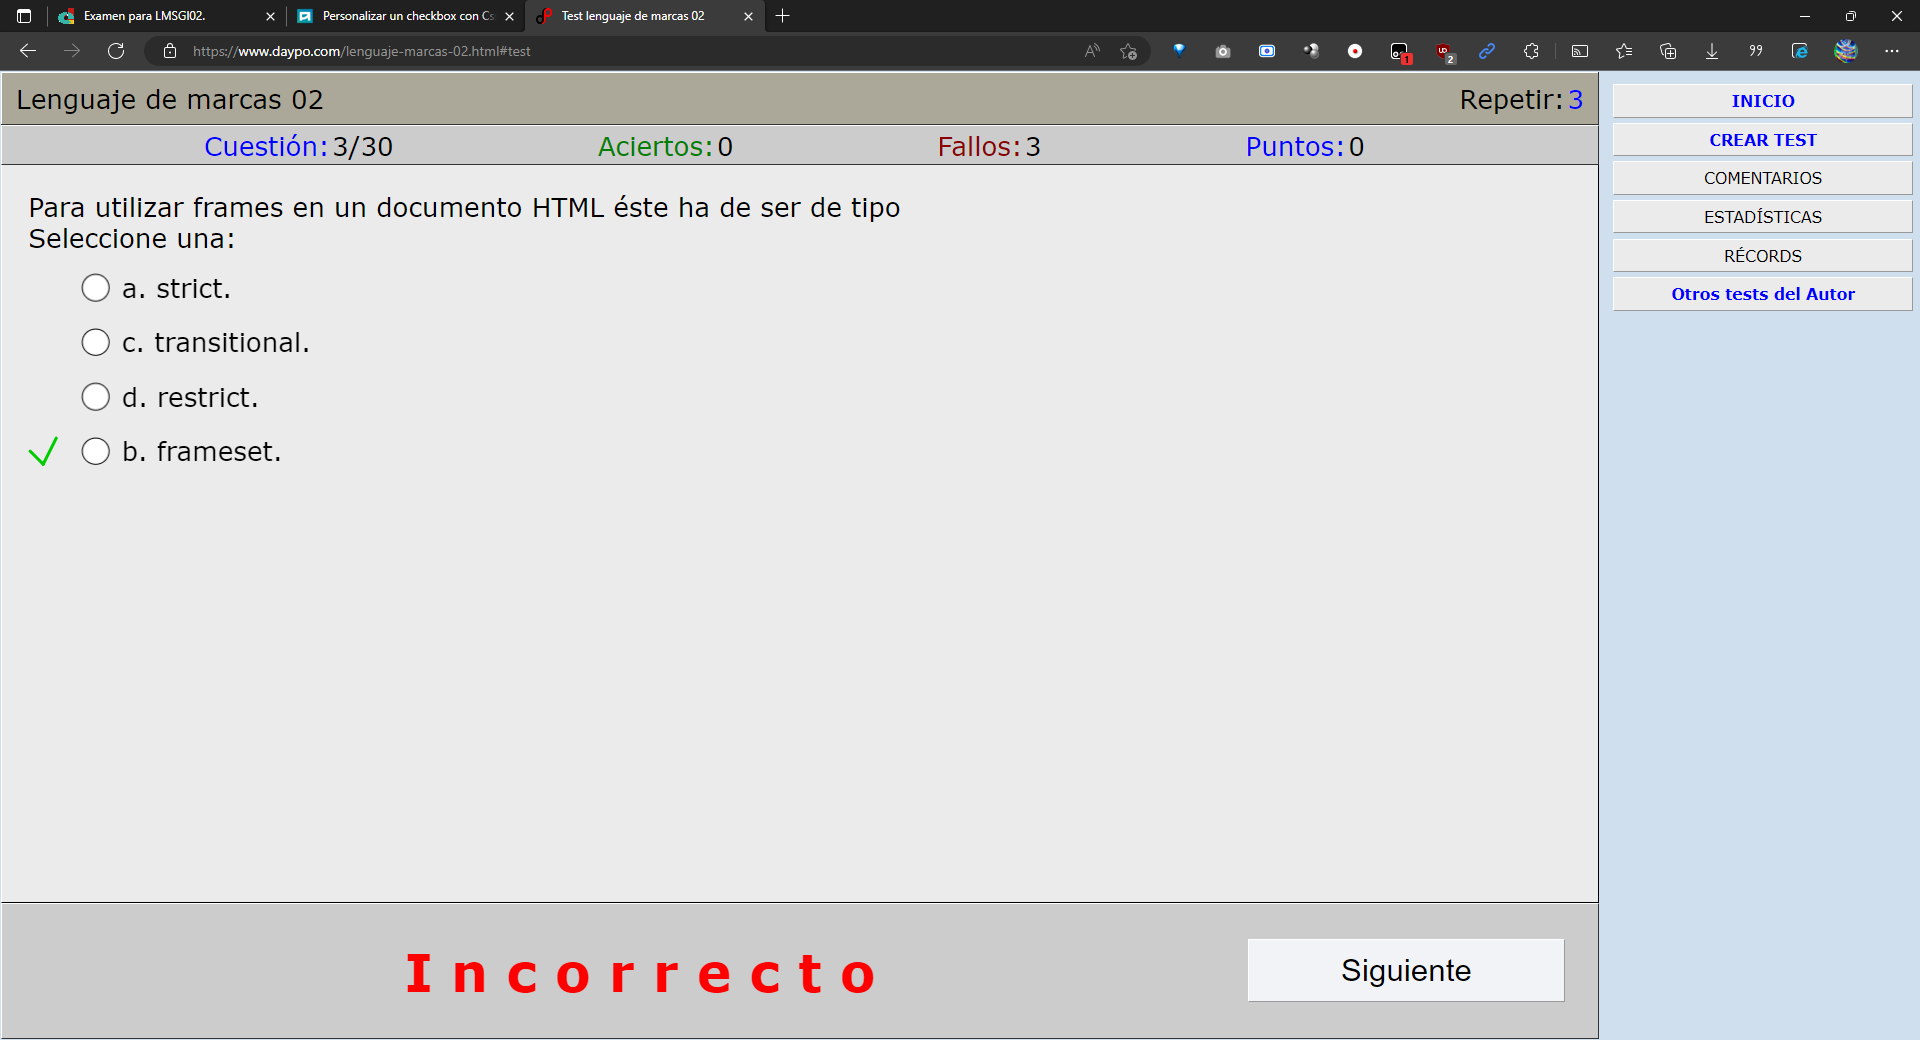 Examen para LMSGI02.
Personalizar un checkbox con Cs
Test lenguaje de marcas 02
https://www.daypo.com/lenguaje-marcas-02.html#test
Lenguaje de marcas 02
Repetir: 3
Cuestión: 3/30
Aciertos: 0
Fallos: 3
Puntos: 0
Para utilizar frames en un documento HTML éste ha de ser de tipo
Seleccione una:
a. strict.
c. transitional.
d. restrict.
b. frameset.
Incorrecto
Siguiente
INICIO
CREAR TEST
COMENTARIOS
ESTADÍSTICAS
RÉCORDS
Otros tests del Autor
1
2